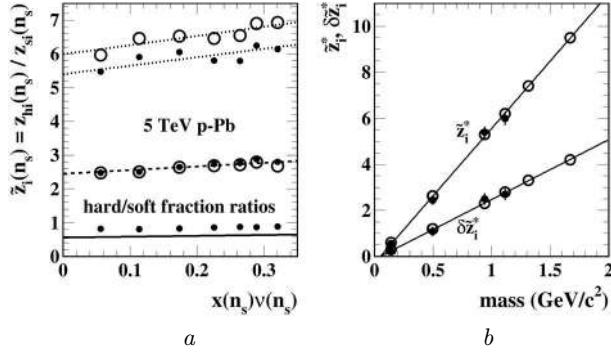 z̃ᵢ(nₛ) = z_hi(nₛ) / z_si(nₛ)
7
6
5
4
3
2
1
0
5 TeV p-Pb
hard/soft fraction ratios
0 0.1 0.2 0.3
x(nₛ)ν(nₛ)
a
z̃ᵢ*, δz̃ᵢ*
10
8
6
4
2
0
z̃ᵢ*
δz̃ᵢ*
0 0.5 1 1.5 2
mass (GeV/c²)
b